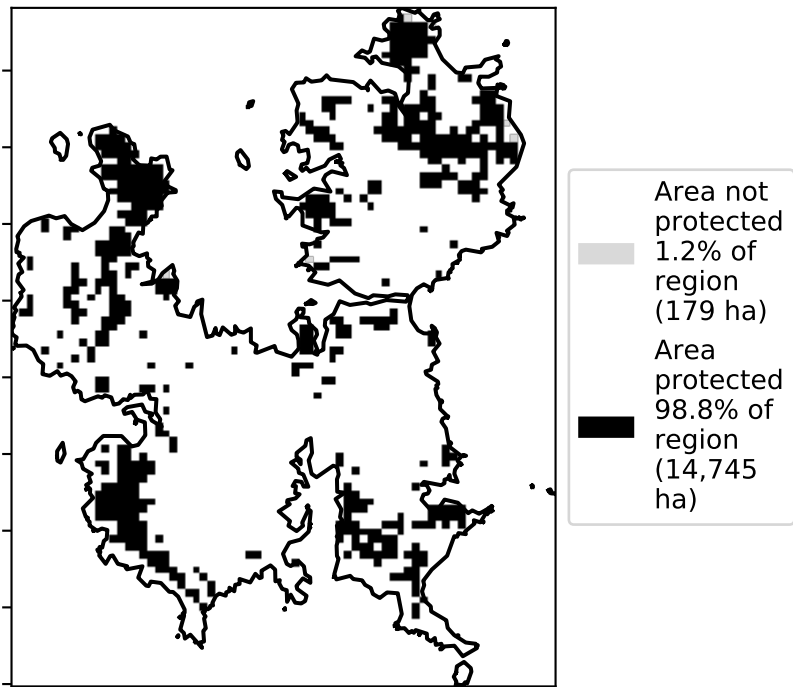 Area not
protected
1.2% of
region
(179 ha)
Area
protected
98.8% of
region
(14,745
ha)